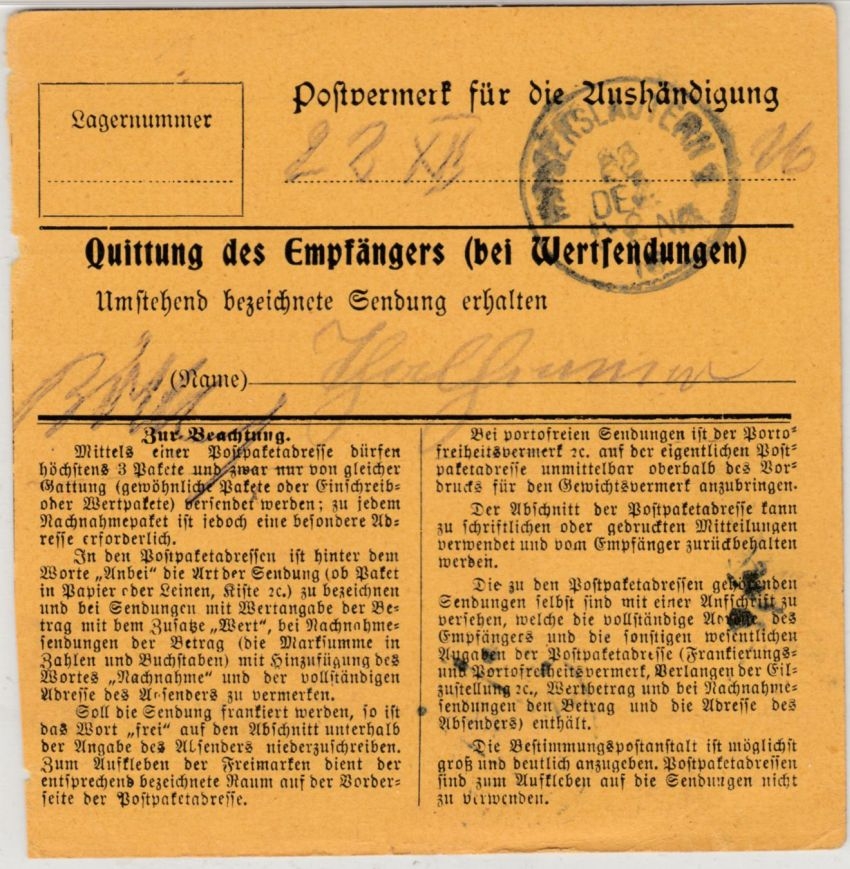 Lagernummer
Postvermerk für die Aushändigung
22 XII
KAISERSLAUTERN
DEZ
Quittung des Empfängers (bei Wertsendungen)
Umstehend bezeichnete Sendung erhalten
(Name)
Zur Beachtung.
Mittels einer Postpaketadresse dürfen
höchstens 3 Pakete und zwar nur von gleicher
Gattung (gewöhnliche Pakete oder Einschreib-
oder Wertpakete) versendet werden; zu jedem
Nachnahmepaket ist jedoch eine besondere Ad-
resse erforderlich.
In den Postpaketadressen ist hinter dem
Worte „Anbei“ die Art der Sendung (ob Paket
in Papier oder Leinen, Kiste ꝛc.) zu bezeichnen
und bei Sendungen mit Wertangabe der Be-
trag mit dem Zusatze „Wert“, bei Nachnahme-
sendungen der Betrag (die Marksumme in
Zahlen und Buchstaben) mit Hinzufügung des
Wortes „Nachnahme“ und der vollständigen
Adresse des Absenders zu vermerken.
Soll die Sendung frankiert werden, so ist
das Wort „frei“ auf den Abschnitt unterhalb
der Angabe des Absenders niederzuschreiben.
Zum Aufkleben der Freimarken dient der
entsprechend bezeichnete Raum auf der Vorder-
seite der Postpaketadresse.
Bei portofreien Sendungen ist der Porto-
freiheitsvermerk ꝛc. auf der eigentlichen Post-
paketadresse unmittelbar oberhalb des Vor-
drucks für den Gewichtsvermerk anzubringen.
Der Abschnitt der Postpaketadresse kann
zu schriftlichen oder gedruckten Mitteilungen
verwendet und vom Empfänger zurückbehalten
werden.
Die zu den Postpaketadressen gehörenden
Sendungen selbst sind mit einer Aufschrift zu
versehen, welche die vollständige Adresse des
Empfängers und die sonstigen wesentlichen
Angaben der Postpaketadresse (Frankierungs-
und Portofreiheitsvermerk, Verlangen der Eil-
zustellung ꝛc., Wertbetrag und bei Nachnahme-
sendungen den Betrag und die Adresse des
Absenders) enthält.
Die Bestimmungspostanstalt ist möglichst
groß und deutlich anzugeben. Postpaketadressen
sind zum Aufkleben auf die Sendungen nicht
zu verwenden.